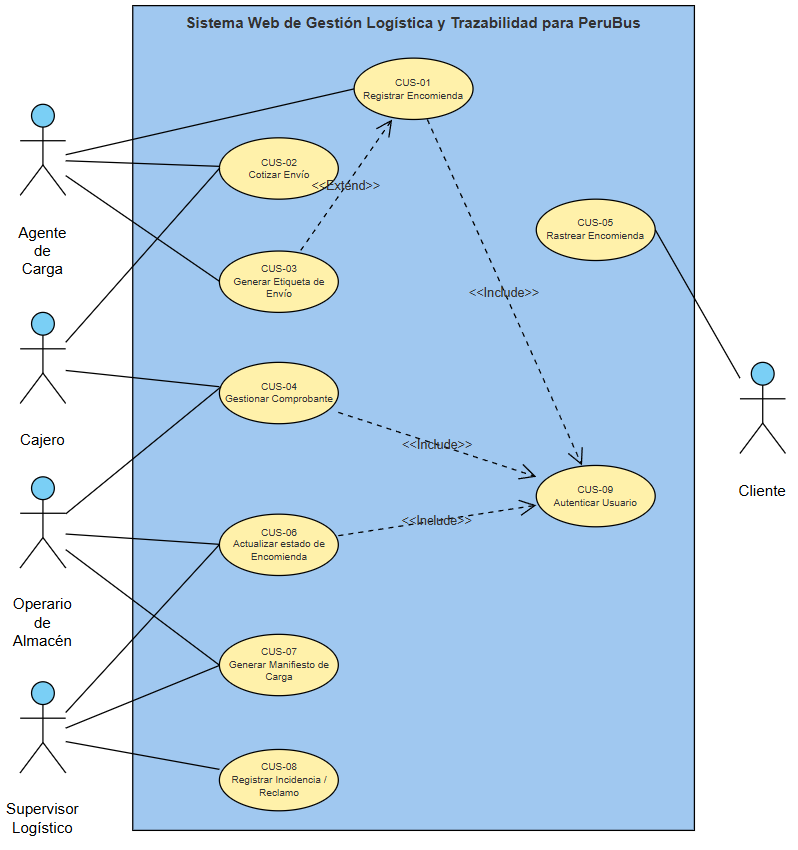 Sistema Web de Gestión Logística y Trazabilidad para PeruBus
CUS-01
Registrar Encomienda
CUS-02
Cotizar Envío
<<Extend>>
Agente
de
Carga
CUS-05
Rastrear Encomienda
CUS-03
Generar Etiqueta de
Envío
<<Include>>
CUS-04
Gestionar Comprobante
Cajero
<<Include>>
CUS-09
Autenticar Usuario
Cliente
<<Include>>
CUS-06
Actualizar estado de
Encomienda
Operario
de
Almacén
CUS-07
Generar Manifiesto de
Carga
CUS-08
Registrar Incidencia /
Reclamo
Supervisor
Logístico